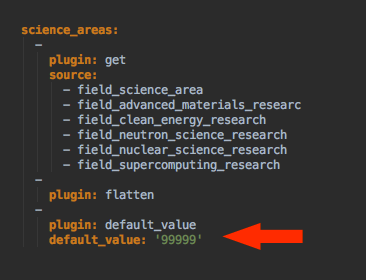 science_areas:
-
plugin: get
source:
- field_science_area
- field_advanced_materials_researc
- field_clean_energy_research
- field_neutron_science_research
- field_nuclear_science_research
- field_supercomputing_research
-
plugin: flatten
-
plugin: default_value
default_value: '99999'